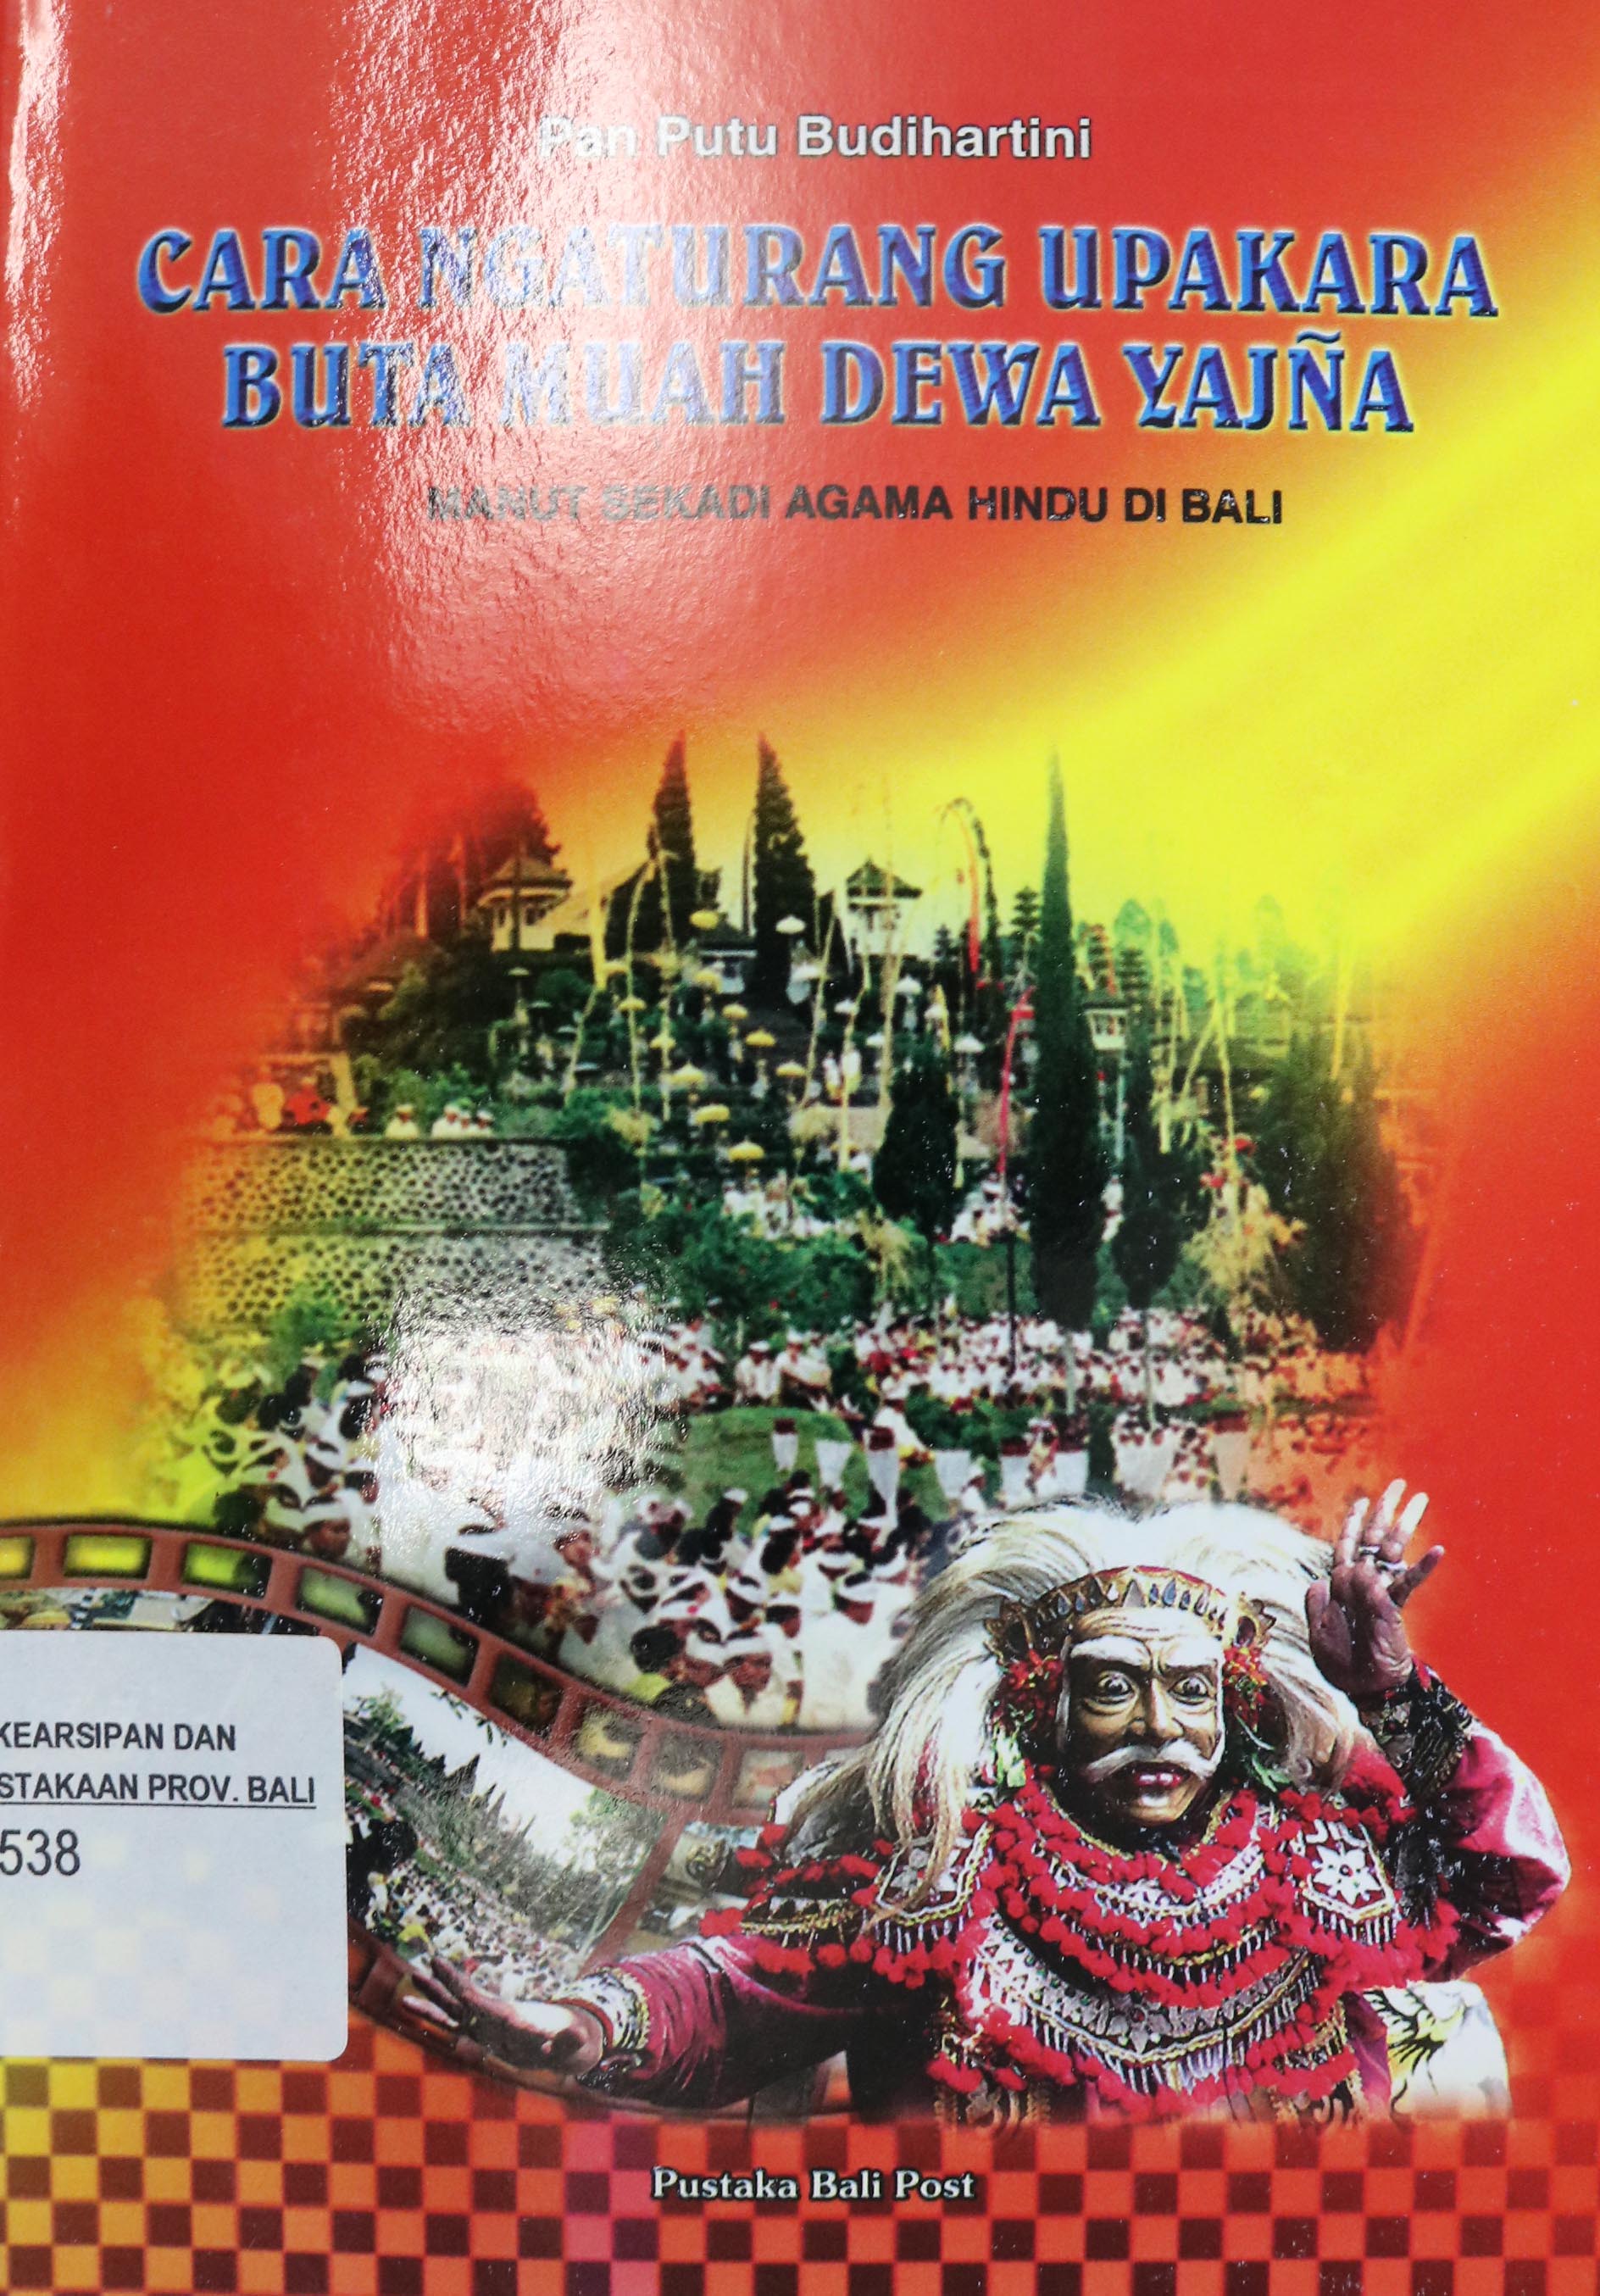 Pan Putu Budihartini
CARA NGATURANG UPAKARA
BUTA MUAH DEWA YAJÑA
MANUT SEKADI AGAMA HINDU DI BALI
KEARSIPAN DAN
STAKAAN PROV. BALI
538
Pustaka Bali Post